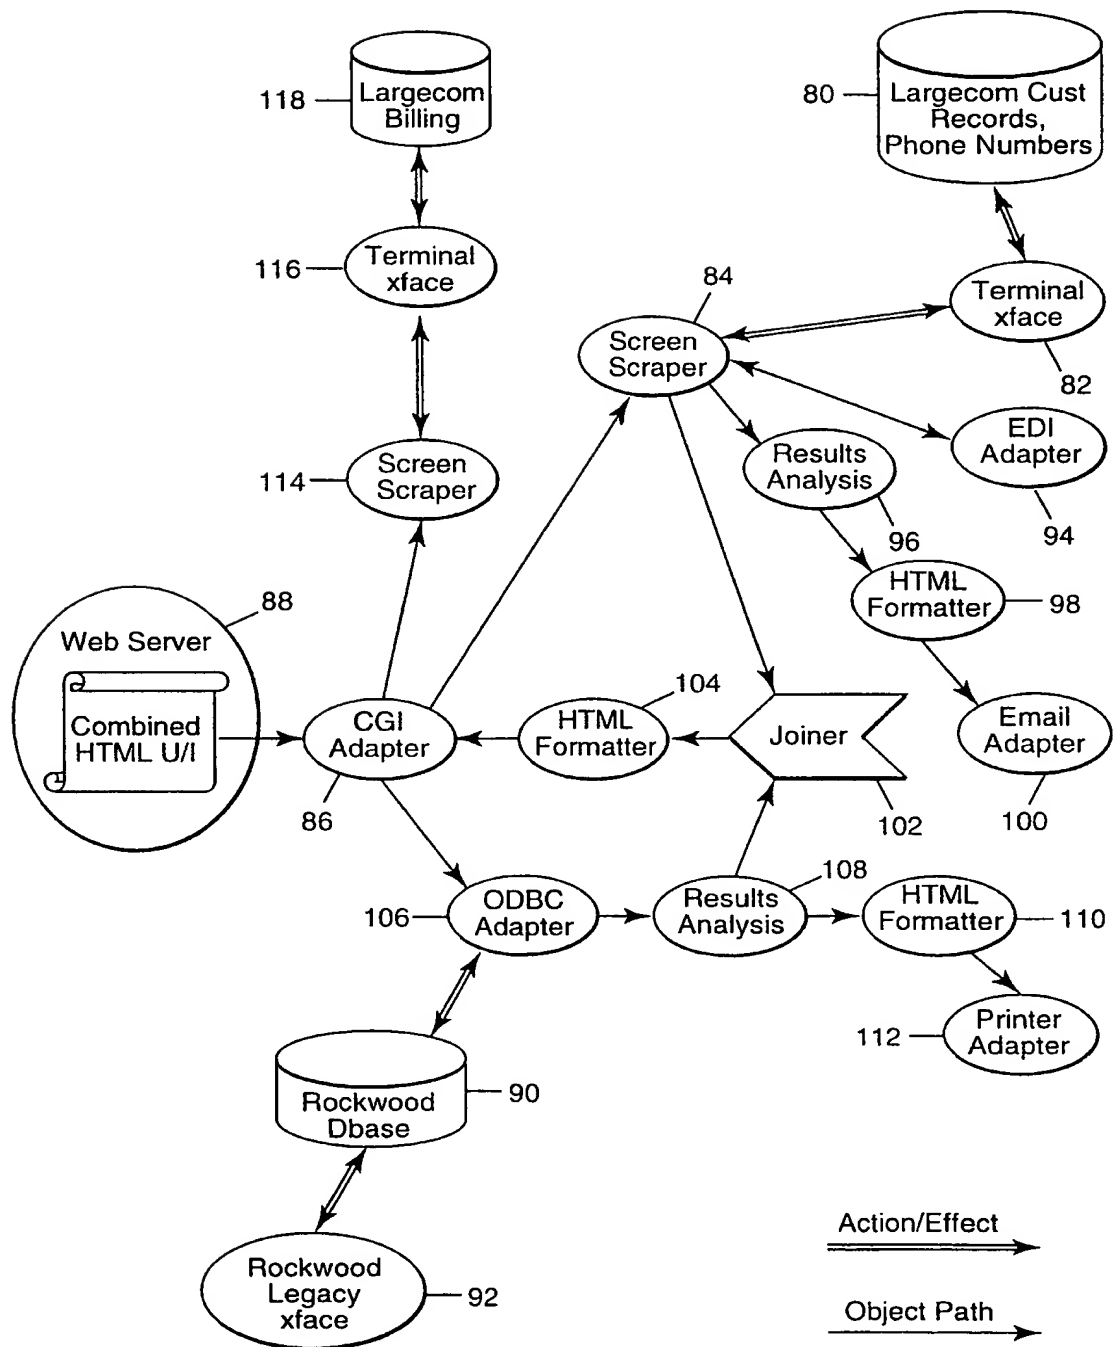 118
Largecom
Billing
80
Largecom Cust
Records,
Phone Numbers
116
Terminal
xface
84
Terminal
xface
82
Screen
Scraper
114
Screen
Scraper
Results
Analysis
96
EDI
Adapter
94
HTML
Formatter
98
88
Web Server
Combined
HTML U/I
CGI
Adapter
86
104
HTML
Formatter
Joiner
102
Email
Adapter
100
106
ODBC
Adapter
108
Results
Analysis
HTML
Formatter
110
112
Printer
Adapter
Rockwood
Dbase
90
Rockwood
Legacy
xface
92
Action/Effect
Object Path